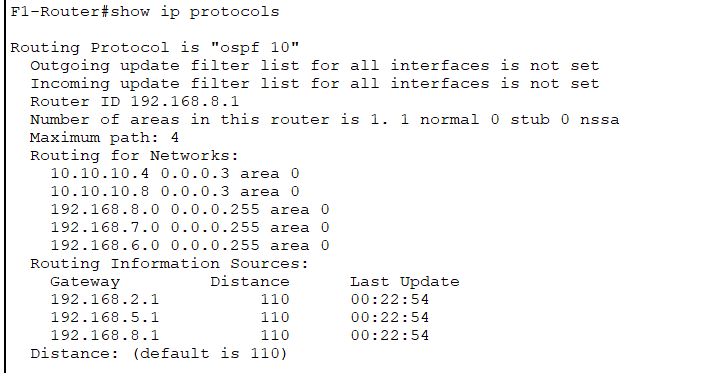 F1-Router#show ip protocols
Routing Protocol is "ospf 10"
Outgoing update filter list for all interfaces is not set
Incoming update filter list for all interfaces is not set
Router ID 192.168.8.1
Number of areas in this router is 1. 1 normal 0 stub 0 nssa
Maximum path: 4
Routing for Networks:
10.10.10.4 0.0.0.3 area 0
10.10.10.8 0.0.0.3 area 0
192.168.8.0 0.0.0.255 area 0
192.168.7.0 0.0.0.255 area 0
192.168.6.0 0.0.0.255 area 0
Routing Information Sources:
Gateway Distance Last Update
192.168.2.1 110 00:22:54
192.168.5.1 110 00:22:54
192.168.8.1 110 00:22:54
Distance: (default is 110)